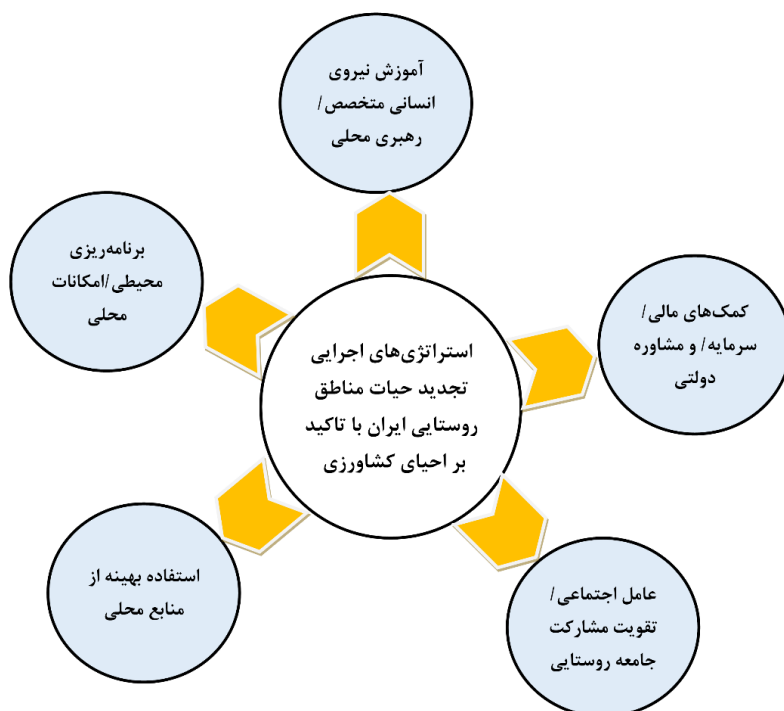 آموزش نیروی
انسانی متخصص/
رهبری محلی
برنامه‌ریزی
محیطی/امکانات
محلی
کمک‌های مالی/
سرمایه/ و مشاوره
دولتی
استراتژی‌های اجرایی
تجدید حیات مناطق
روستایی ایران با تاکید
بر احیای کشاورزی
استفاده بهینه از
منابع محلی
عامل اجتماعی/
تقویت مشارکت
جامعه روستایی